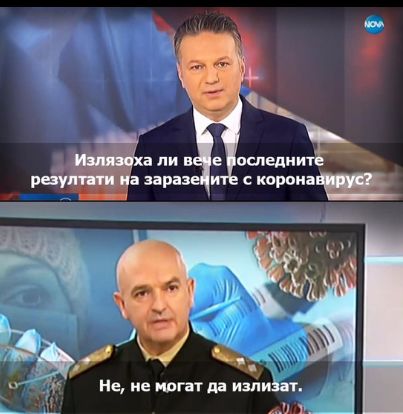 NOVA
Излязоха ли вече последните
резултати на заразените с коронавирус?
Не, не могат да излизат.